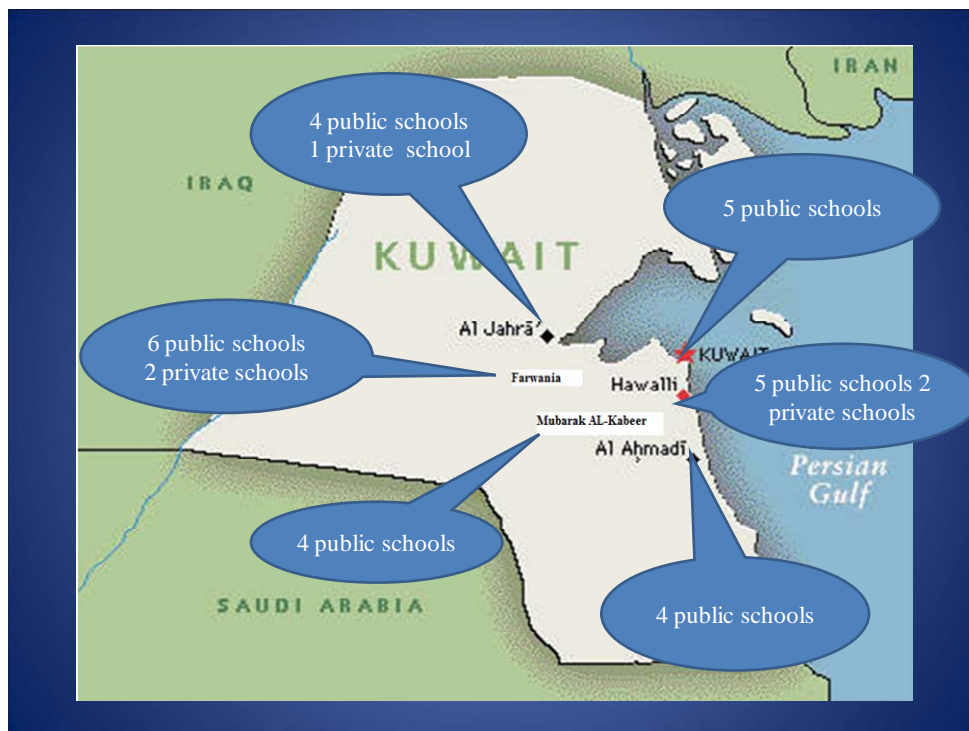 IRAN
4 public schools
1 private  school
IRAQ
5 public schools
KUWAIT
Al Jahrā'
6 public schools
2 private schools
KUWAIT
Farwania
Hawalli
5 public schools 2
private schools
Mubarak AL-Kabeer
Al Aḥmadī
Persian
Gulf
4 public schools
SAUDI ARABIA
4 public schools